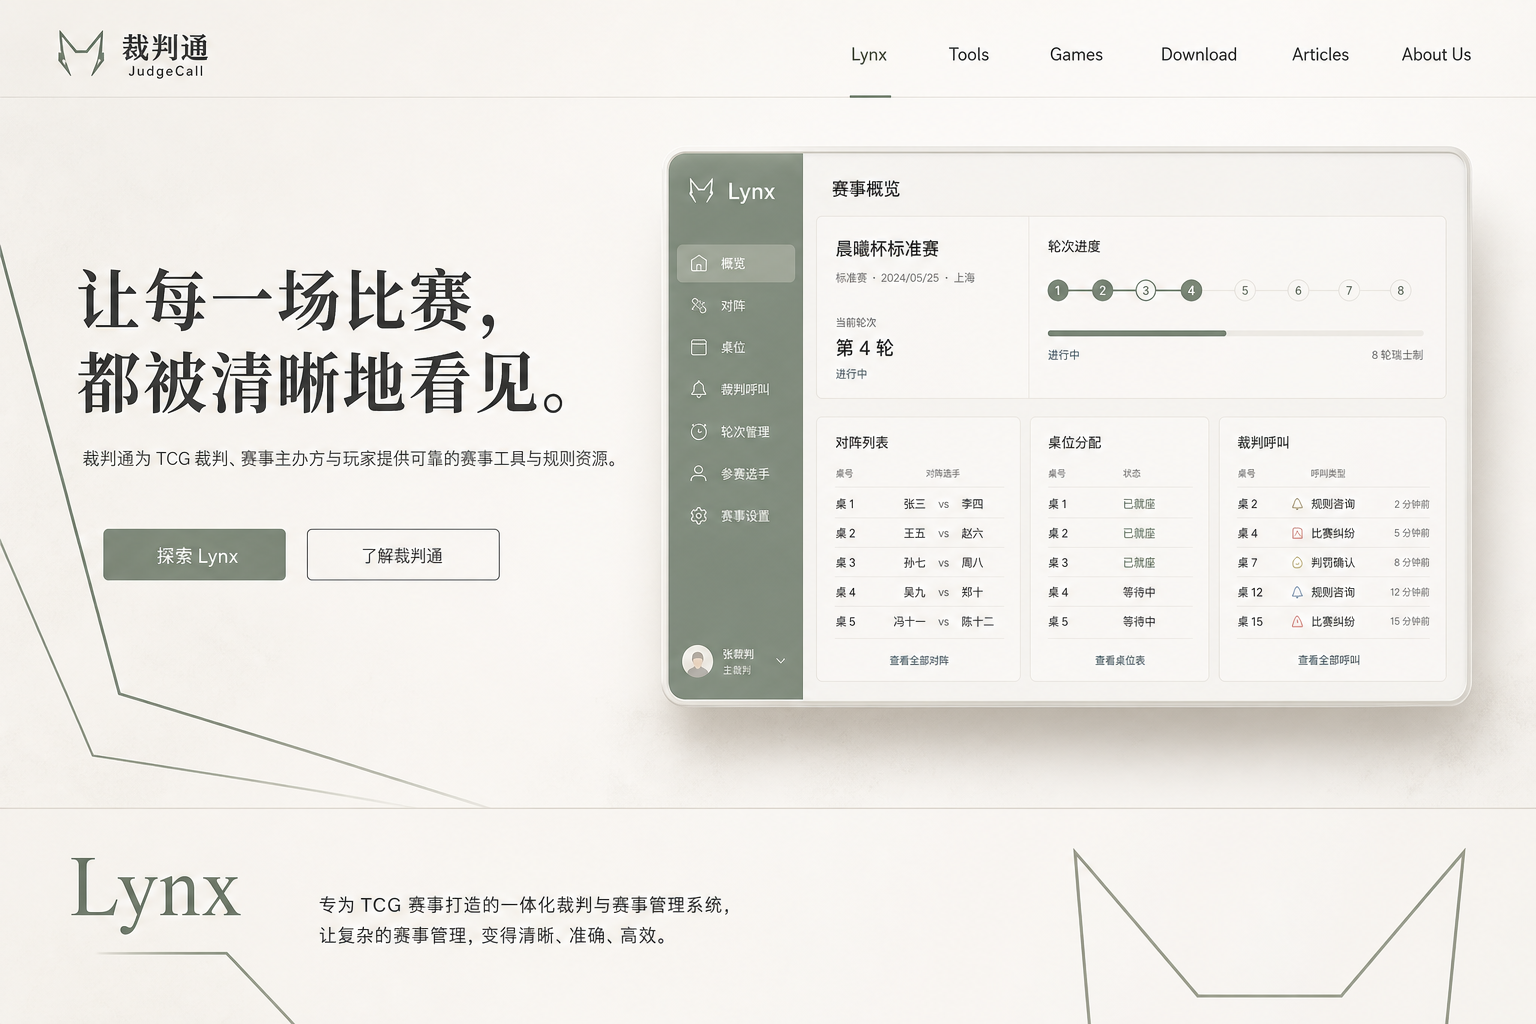 裁判通
JudgeCall
Lynx
Tools
Games
Download
Articles
About Us
让每一场比赛，
都被清晰地看见。
裁判通为 TCG 裁判、赛事主办方与玩家提供可靠的赛事工具与规则资源。
探索 Lynx
了解裁判通
Lynx
概览
对阵
桌位
裁判呼叫
轮次管理
参赛选手
赛事设置
张裁判
主裁判
赛事概览
晨曦杯标准赛
标准赛 · 2024/05/25 · 上海
当前轮次
第 4 轮
进行中
轮次进度
1 2 3 4 5 6 7 8
进行中
8 轮瑞士制
对阵列表
桌号 对阵选手
桌 1 张三 vs 李四
桌 2 王五 vs 赵六
桌 3 孙七 vs 周八
桌 4 吴九 vs 郑十
桌 5 冯十一 vs 陈十二
查看全部对阵
桌位分配
桌号 状态
桌 1 已就座
桌 2 已就座
桌 3 已就座
桌 4 等待中
桌 5 等待中
查看桌位表
裁判呼叫
桌号 呼叫类型
桌 2 规则咨询 2 分钟前
桌 4 比赛纠纷 5 分钟前
桌 7 判罚确认 8 分钟前
桌 12 规则咨询 12 分钟前
桌 15 比赛纠纷 15 分钟前
查看全部呼叫
Lynx
专为 TCG 赛事打造的一体化裁判与赛事管理系统，
让复杂的赛事管理，变得清晰、准确、高效。